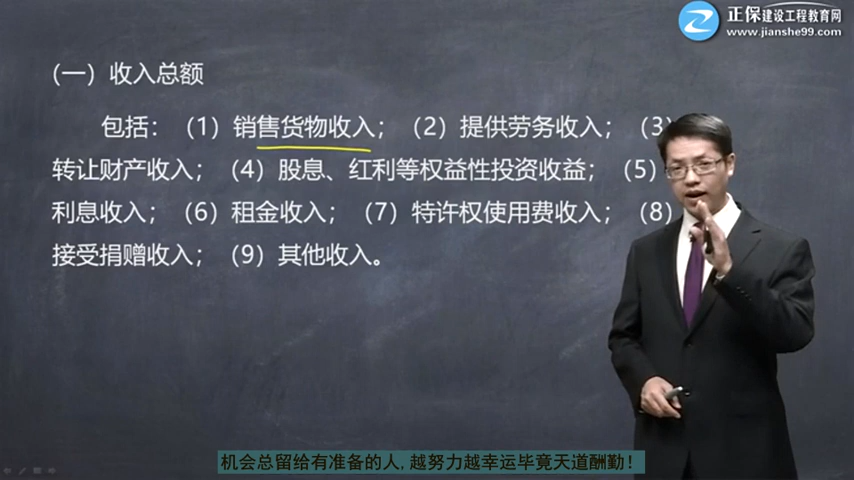 正保建设工程教育网
www.jianshe99.com
(一)收入总额
包括:(1)销售货物收入;(2)提供劳务收入;(3)
转让财产收入;(4)股息、红利等权益性投资收益;(5)
利息收入;(6)租金收入;(7)特许权使用费收入;(8)
接受捐赠收入;(9)其他收入。
机会总留给有准备的人,越努力越幸运毕竟天道酬勤!